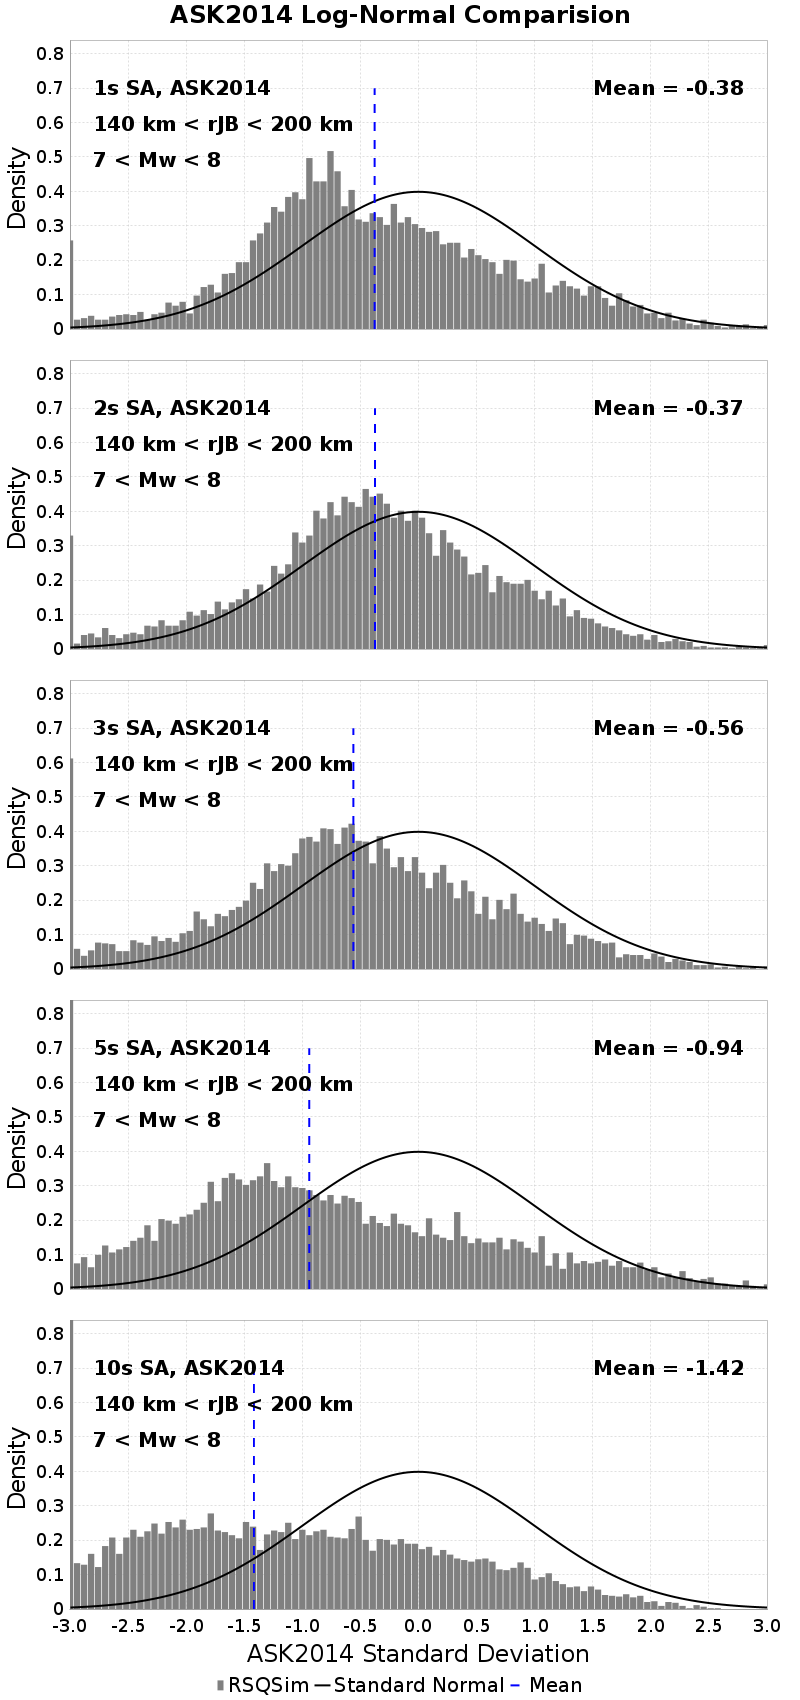 ASK2014 Log-Normal Comparision
0.8
0.7
0.6
0.5
0.4
0.3
0.2
0.1
0
Density
1s SA, ASK2014
140 km < rJB < 200 km
7 < Mw < 8
Mean = -0.38
0.8
0.7
0.6
0.5
0.4
0.3
0.2
0.1
0
Density
2s SA, ASK2014
140 km < rJB < 200 km
7 < Mw < 8
Mean = -0.37
0.8
0.7
0.6
0.5
0.4
0.3
0.2
0.1
0
Density
3s SA, ASK2014
140 km < rJB < 200 km
7 < Mw < 8
Mean = -0.56
0.8
0.7
0.6
0.5
0.4
0.3
0.2
0.1
0
Density
5s SA, ASK2014
140 km < rJB < 200 km
7 < Mw < 8
Mean = -0.94
0.8
0.7
0.6
0.5
0.4
0.3
0.2
0.1
0
Density
10s SA, ASK2014
140 km < rJB < 200 km
7 < Mw < 8
Mean = -1.42
-3.0 -2.5 -2.0 -1.5 -1.0 -0.5 0.0 0.5 1.0 1.5 2.0 2.5 3.0
ASK2014 Standard Deviation
RSQSim Standard Normal Mean